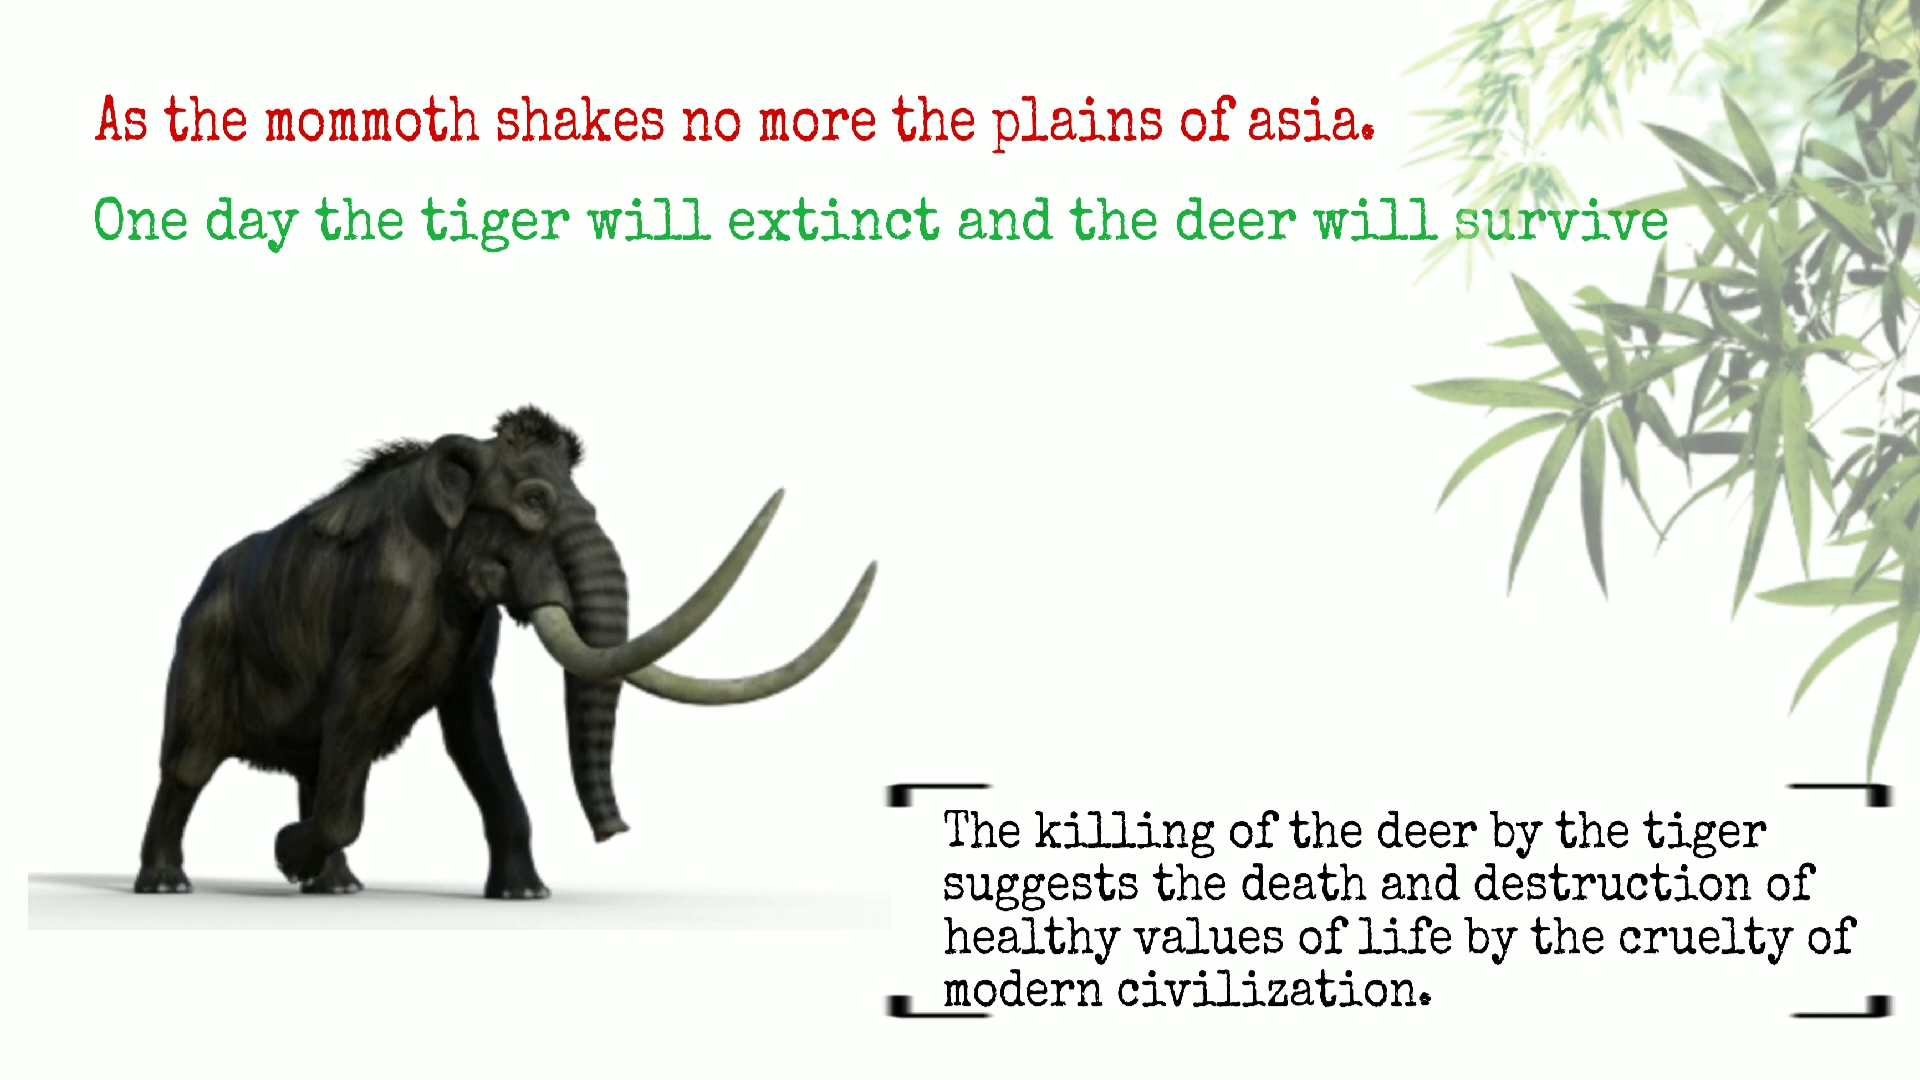 As the mommoth shakes no more the plains of asia.
One day the tiger will extinct and the deer will survive
The killing of the deer by the tiger
suggests the death and destruction of
healthy values of life by the cruelty of
modern civilization.